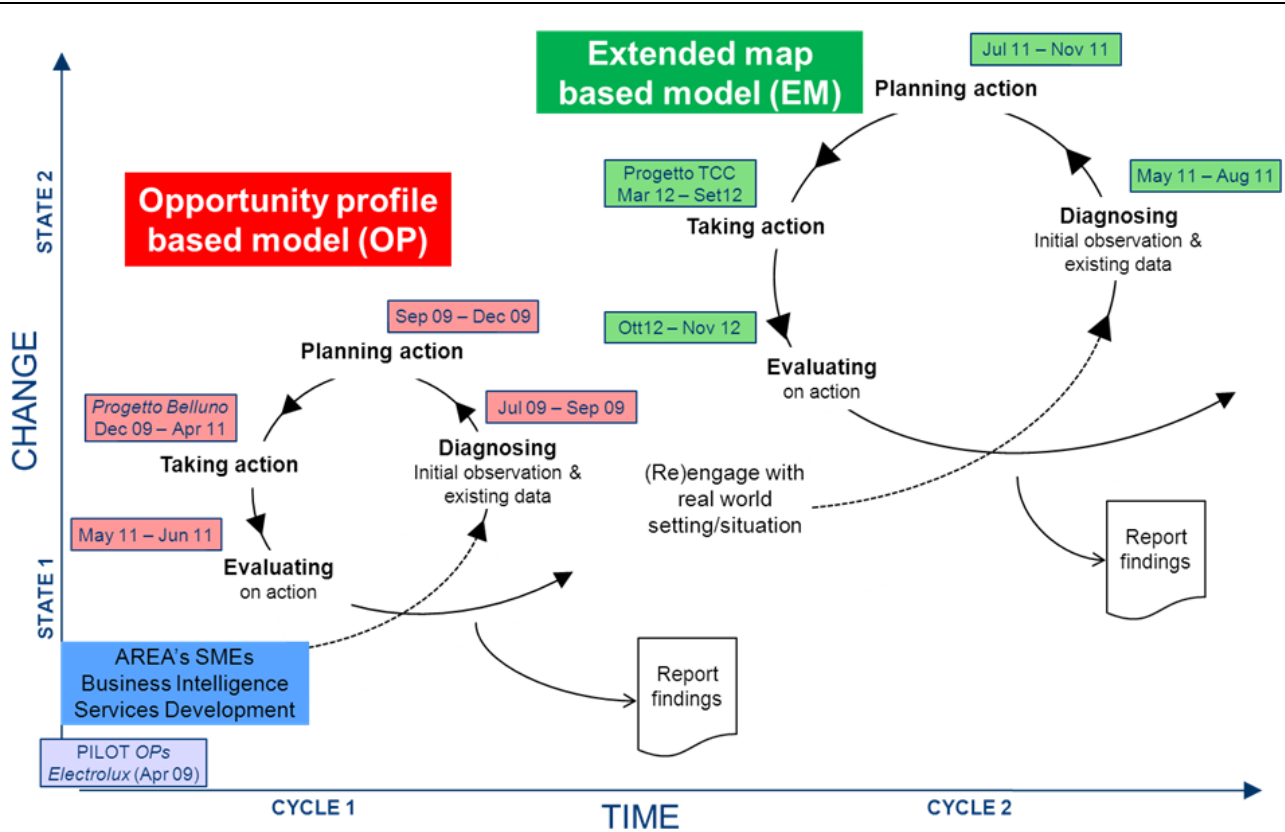 Extended map
based model (EM)
Jul 11 – Nov 11
Planning action
Progetto TCC
Mar 12 – Set12
Taking action
May 11 – Aug 11
Diagnosing
Initial observation &
existing data
Ott12 – Nov 12
Evaluating
on action
(Re)engage with
real world
setting/situation
Report
findings
Opportunity profile
based model (OP)
Sep 09 – Dec 09
Planning action
Progetto Belluno
Dec 09 – Apr 11
Taking action
Jul 09 – Sep 09
Diagnosing
Initial observation &
existing data
May 11 – Jun 11
Evaluating
on action
Report
findings
AREA's SMEs
Business Intelligence
Services Development
PILOT OPs
Electrolux (Apr 09)
STATE 2
CHANGE
STATE 1
CYCLE 1
TIME
CYCLE 2